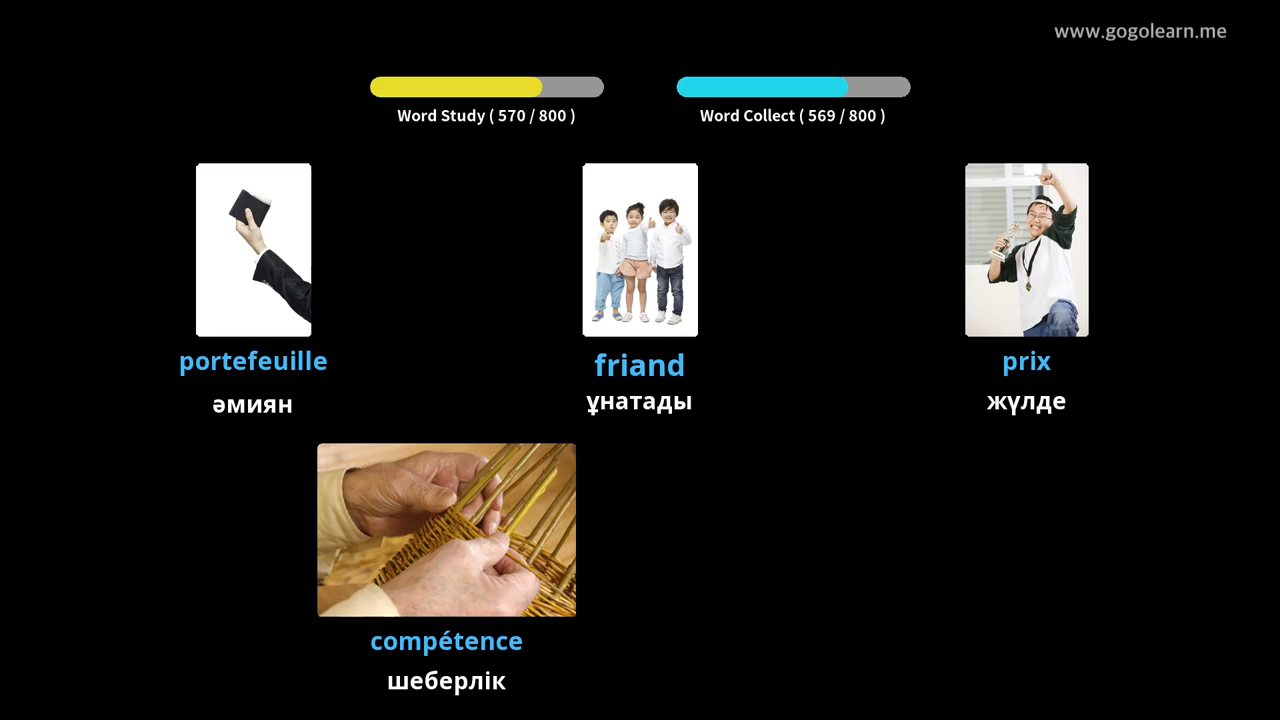 www.gogolearn.me
Word Study ( 570 / 800 )
Word Collect ( 569 / 800 )
portefeuille
әмиян
friand
ұнатады
prix
жүлде
compétence
шеберлік